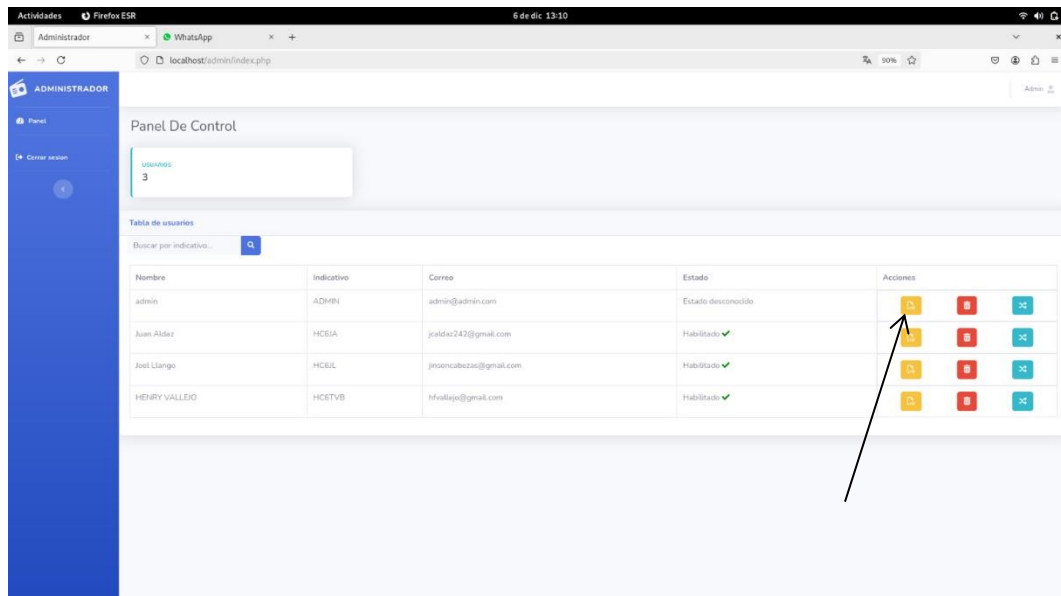 Actividades Firefox ESR 6 de dic 13:10
Administrador × WhatsApp × +
localhost/admin/index.php 90%
ADMINISTRADOR Admin
Panel
Cerrar sesion
Panel De Control
USUARIOS
3
Tabla de usuarios
Buscar por indicativo...
Nombre Indicativo Correo Estado Acciones
admin ADMIN admin@admin.com Estado desconocido
Juan Aldaz HC6JA jcaldaz242@gmail.com Habilitado ✔
Joel Llango HC6JL jinsoncabezas@gmail.com Habilitado ✔
HENRY VALLEJO HC6TVB hfvallejo@gmail.com Habilitado ✔